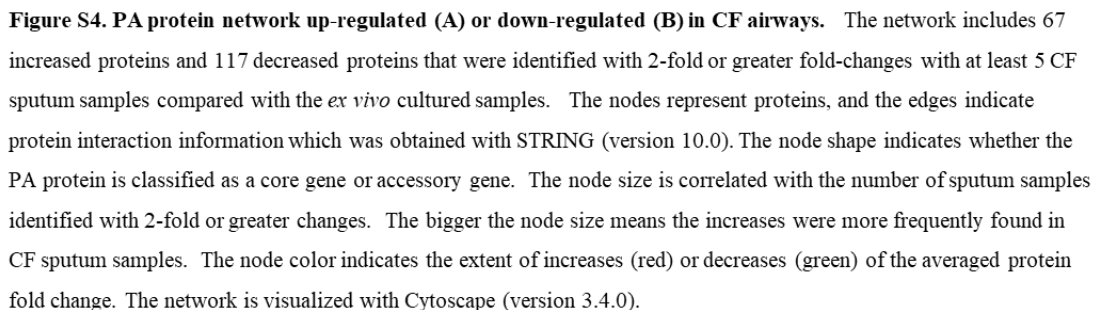 Figure S4. PA protein network up-regulated (A) or down-regulated (B) in CF airways. The network includes 67
increased proteins and 117 decreased proteins that were identified with 2-fold or greater fold-changes with at least 5 CF
sputum samples compared with the ex vivo cultured samples. The nodes represent proteins, and the edges indicate
protein interaction information which was obtained with STRING (version 10.0). The node shape indicates whether the
PA protein is classified as a core gene or accessory gene. The node size is correlated with the number of sputum samples
identified with 2-fold or greater changes. The bigger the node size means the increases were more frequently found in
CF sputum samples. The node color indicates the extent of increases (red) or decreases (green) of the averaged protein
fold change. The network is visualized with Cytoscape (version 3.4.0).